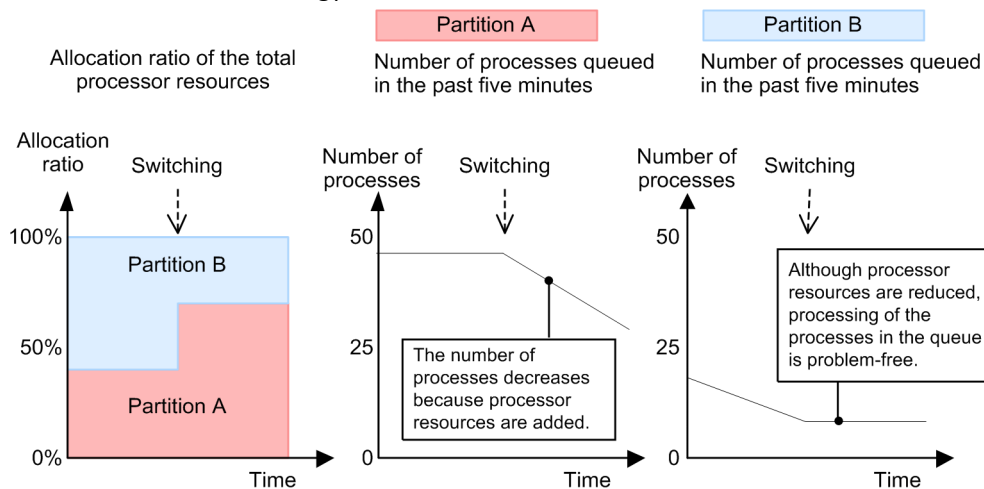 Partition A
Partition B
Allocation ratio of the total
processor resources
Number of processes queued
in the past five minutes
Number of processes queued
in the past five minutes
Allocation
ratio
Switching
100%
50%
0%
Partition B
Partition A
Time
Number of
processes
Switching
50
25
0
The number of
processes decreases
because processor
resources are added.
Time
Number of
processes
Switching
50
25
0
Although processor
resources are reduced,
processing of the
processes in the queue
is problem-free.
Time